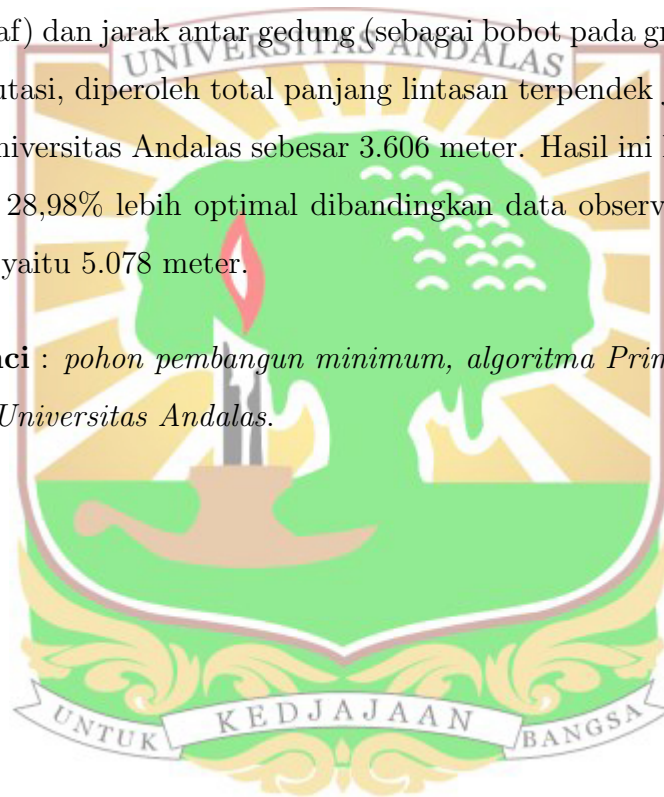 af) dan jarak antar gedung (sebagai bobot pada gr
UNIVERSITAS ANDALAS
utasi, diperoleh total panjang lintasan terpendek j
niversitas Andalas sebesar 3.606 meter. Hasil ini
28,98% lebih optimal dibandingkan data observ
yaitu 5.078 meter.
nci : pohon pembangun minimum, algoritma Prim
Universitas Andalas.
UNTUK KEDJAJAAN BANGSA